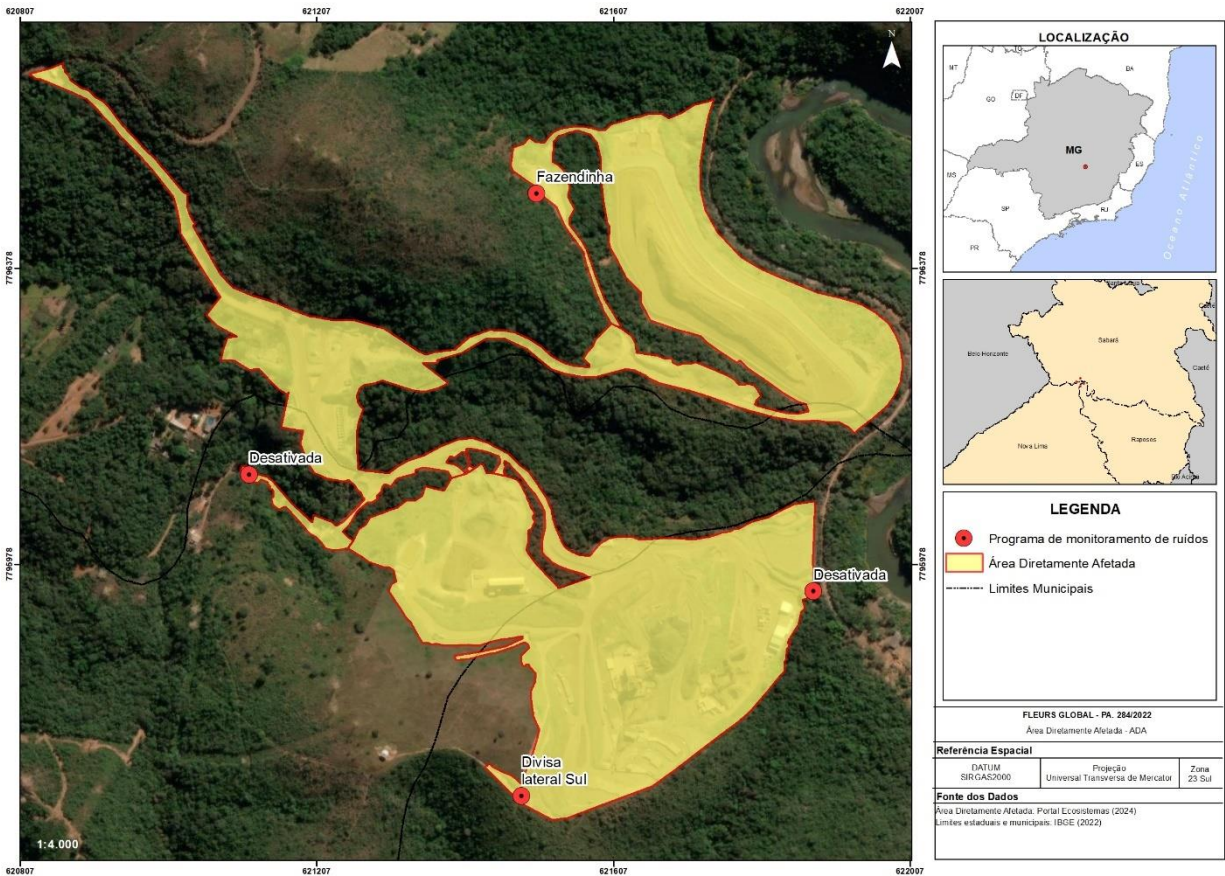 620807
621207
621607
622007
7796378
7795978
N
Fazendinha
Desativada
Desativada
Divisa
lateral Sul
1:4.000
7796378
7795978
620807
621207
621607
622007
LOCALIZAÇÃO
MT
TO
BA
GO
DF
MG
ES
MS
SP
RJ
PR
Oceano Atlântico
Belo Horizonte
Sabará
Caeté
Nova Lima
Raposos
LEGENDA
Programa de monitoramento de ruídos
Área Diretamente Afetada
Limites Municipais
FLEURS GLOBAL - PA. 284/2022
Área Diretamente Afetada - ADA
Referência Espacial
DATUM
SIRGAS2000
Projeção
Universal Transversa de Mercator
Zona
23 Sul
Fonte dos Dados
Área Diretamente Afetada: Portal Ecosistemas (2024)
Limites estaduais e municipais: IBGE (2022)